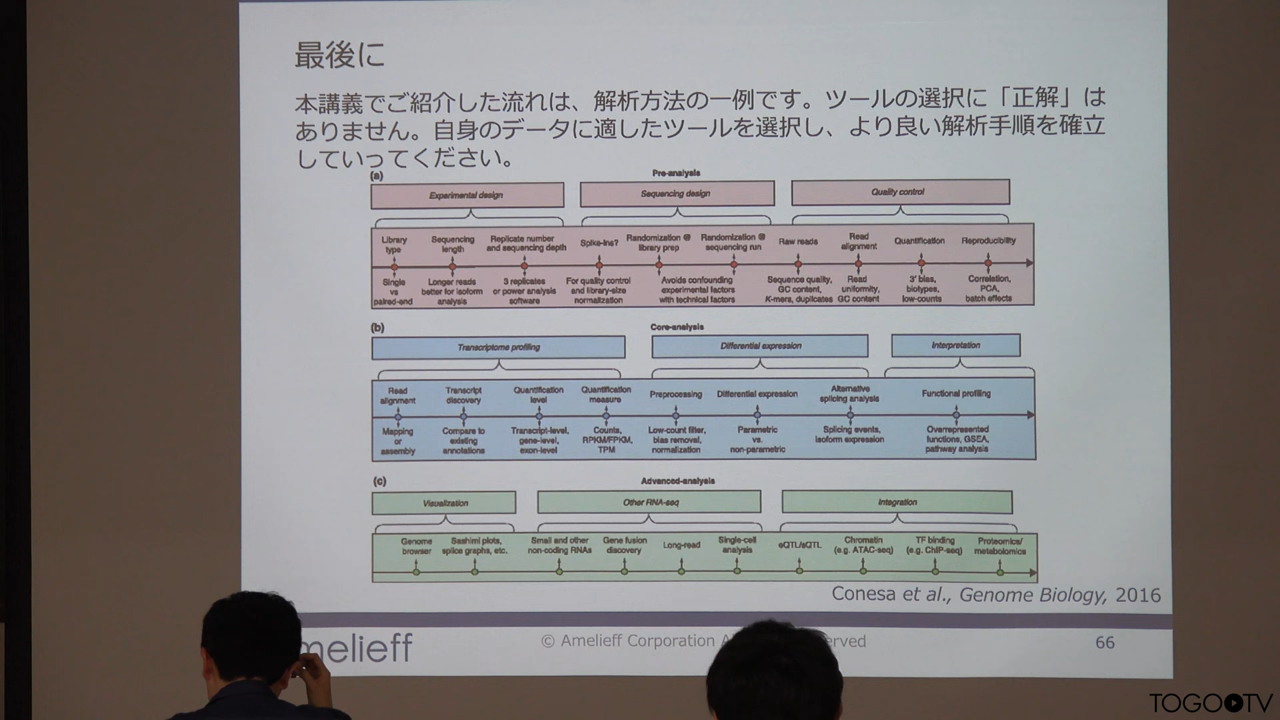 最後に
本講義でご紹介した流れは、解析方法の一例です。ツールの選択に「正解」は
ありません。自身のデータに適したツールを選択し、より良い解析手順を確立
していってください。
(a)
Pre-analysis
Experimental design
Sequencing design
Quality control
Library type
Sequencing length
Replicate number and sequencing depth
Spike-ins?
Randomization @ library prep
Randomization @ sequencing run
Raw reads
Read alignment
Quantification
Reproducibility
Single vs paired-end
Longer reads better for isoform analysis
3 replicates or power analysis software
For quality control and library-size normalization
Avoids confounding experimental factors with technical factors
Sequence quality, GC content, K-mers, duplicates
Read uniformity, GC content
3' bias, biotypes, low-counts
Correlation, PCA, batch effects
(b)
Core-analysis
Transcriptome profiling
Differential expression
Interpretation
Read alignment
Transcript discovery
Quantification level
Quantification measure
Preprocessing
Differential expression
Alternative splicing analysis
Functional profiling
Mapping or assembly
Compare to existing annotations
Transcript-level, gene-level, exon-level
Counts, RPKM/FPKM, TPM
Low-count filter, bias removal, normalization
Parametric vs. non-parametric
Splicing events, isoform expression
Overrepresented functions, GSEA, pathway analysis
(c)
Advanced-analysis
Visualization
Other RNA-seq
Integration
Genome browser
Sashimi plots, splice graphs, etc.
Small and other non-coding RNAs
Gene fusion discovery
Long-read
Single-cell analysis
eQTL/sQTL
Chromatin (e.g. ATAC-seq)
TF binding (e.g. ChIP-seq)
Proteomics/ metabolomics
Conesa et al., Genome Biology, 2016
melieff
© Amelieff Corporation A
erved
66
TOGOTV